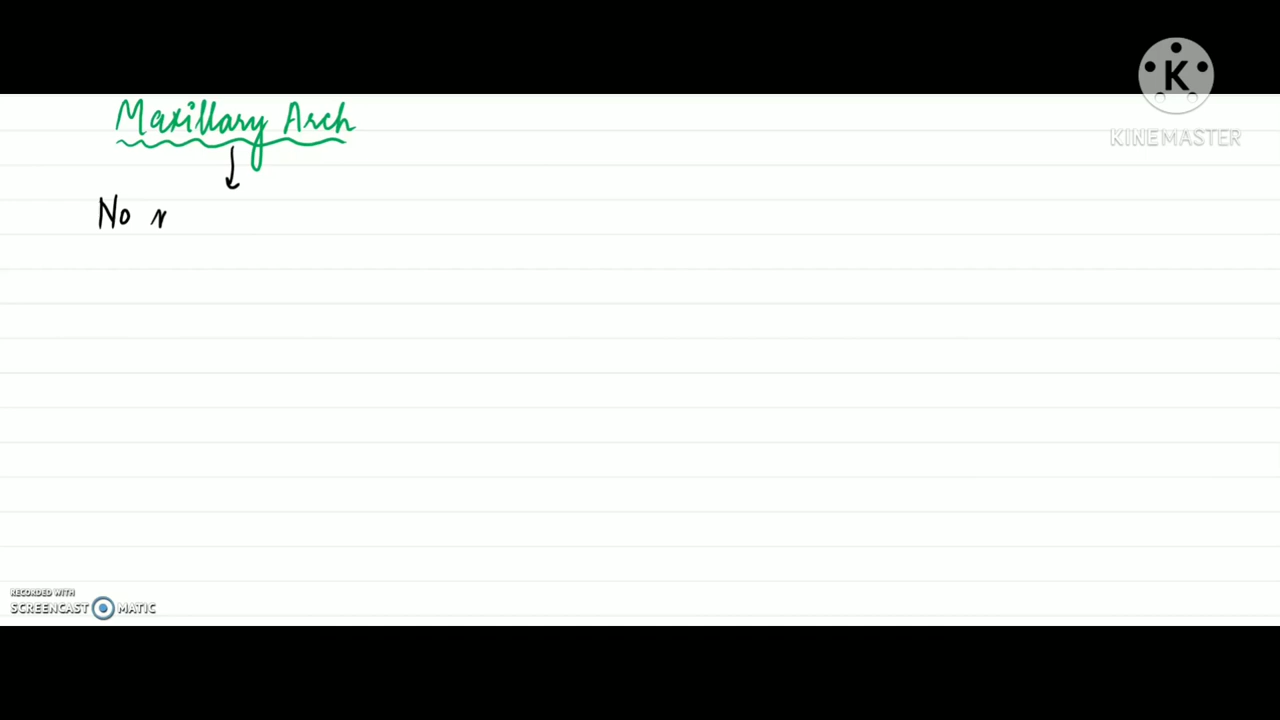 K
KINEMASTER
Maxillary Arch
No
RECORDED WITH
SCREENCAST MATIC